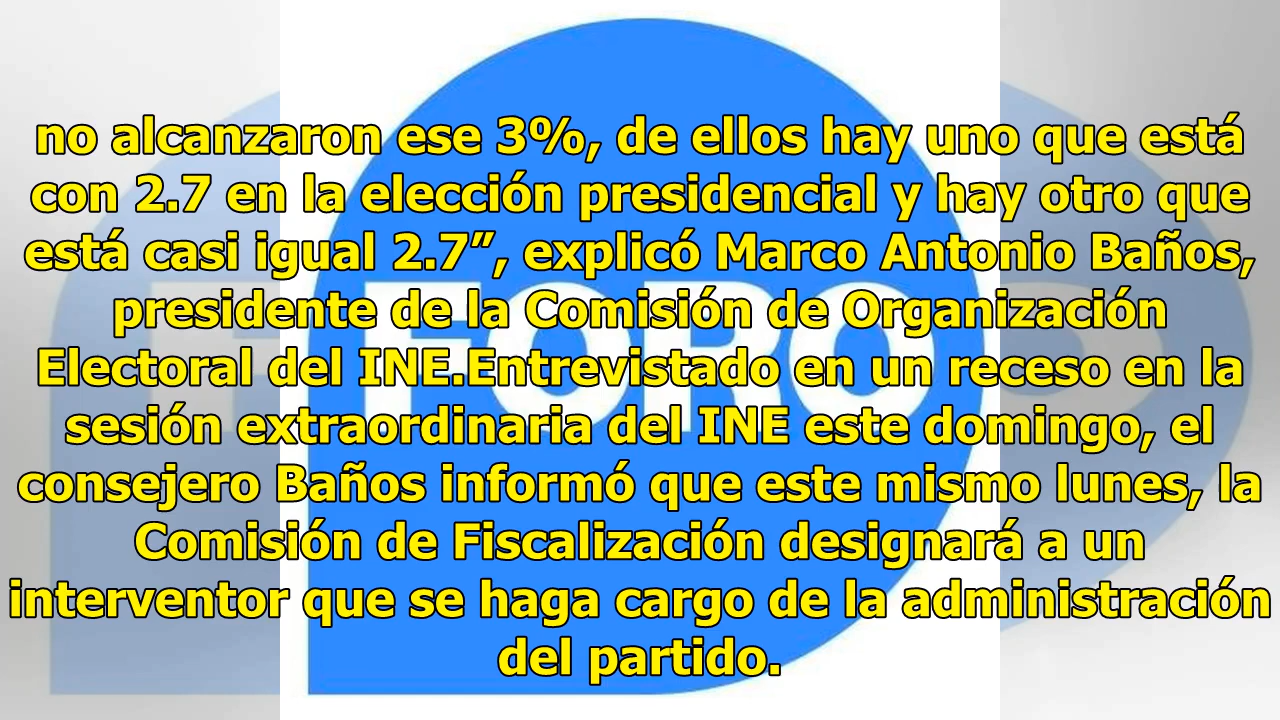 no alcanzaron ese 3%, de ellos hay uno que está
con 2.7 en la elección presidencial y hay otro que
está casi igual 2.7”, explicó Marco Antonio Baños,
presidente de la Comisión de Organización
Electoral del INE.Entrevistado en un receso en la
sesión extraordinaria del INE este domingo, el
consejero Baños informó que este mismo lunes, la
Comisión de Fiscalización designará a un
interventor que se haga cargo de la administración
del partido.
FORO